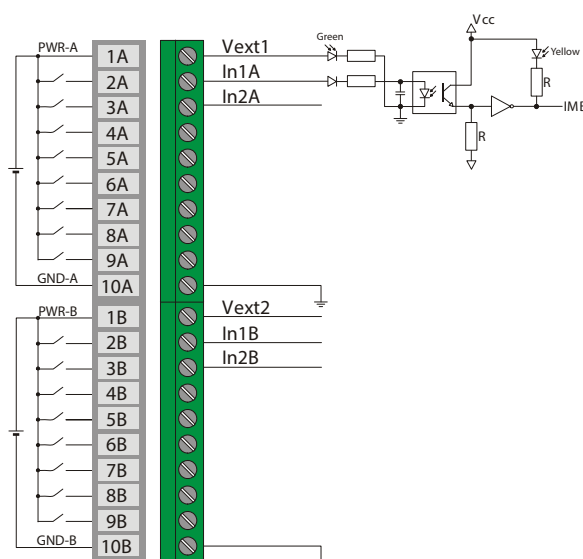 PWR-A
1A
2A
3A
4A
5A
6A
7A
8A
9A
GND-A
10A
PWR-B
1B
2B
3B
4B
5B
6B
7B
8B
9B
GND-B
10B
Vext1
In1A
In2A
Vext2
In1B
In2B
Green
Vcc
Yellow
R
R